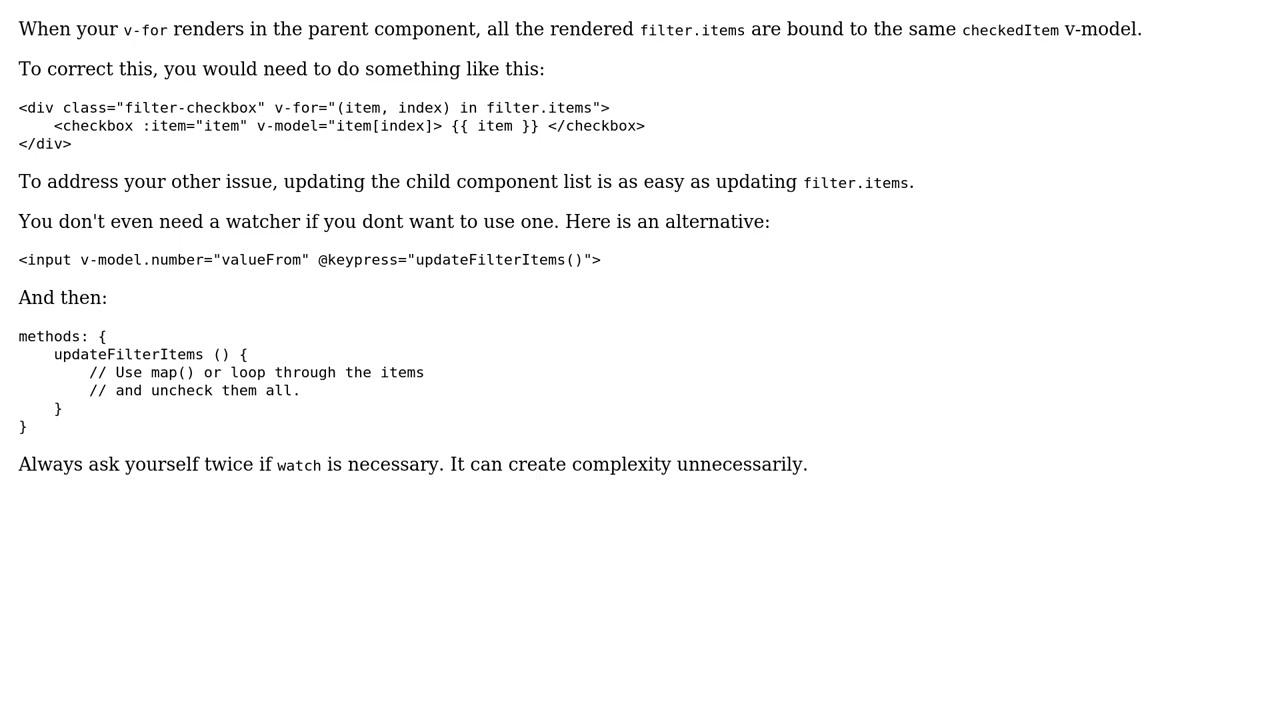 When your v-for renders in the parent component, all the rendered filter.items are bound to the same checkedItem v-model.
To correct this, you would need to do something like this:
<div class="filter-checkbox" v-for="(item, index) in filter.items">
    <checkbox :item="item" v-model="item[index]> {{ item }} </checkbox>
</div>
To address your other issue, updating the child component list is as easy as updating filter.items.
You don't even need a watcher if you dont want to use one. Here is an alternative:
<input v-model.number="valueFrom" @keypress="updateFilterItems()">
And then:
methods: {
    updateFilterItems () {
        // Use map() or loop through the items
        // and uncheck them all.
    }
}
Always ask yourself twice if watch is necessary. It can create complexity unnecessarily.